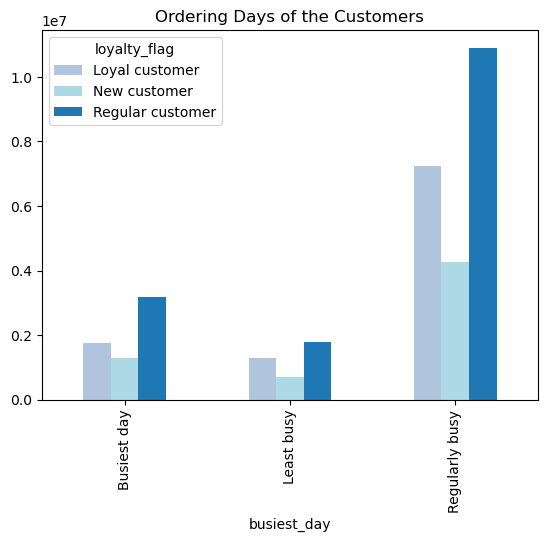 Ordering Days of the Customers
1e7
loyalty_flag
Loyal customer
New customer
Regular customer
1.0
0.8
0.6
0.4
0.2
0.0
Busiest day
Least busy
Regularly busy
busiest_day